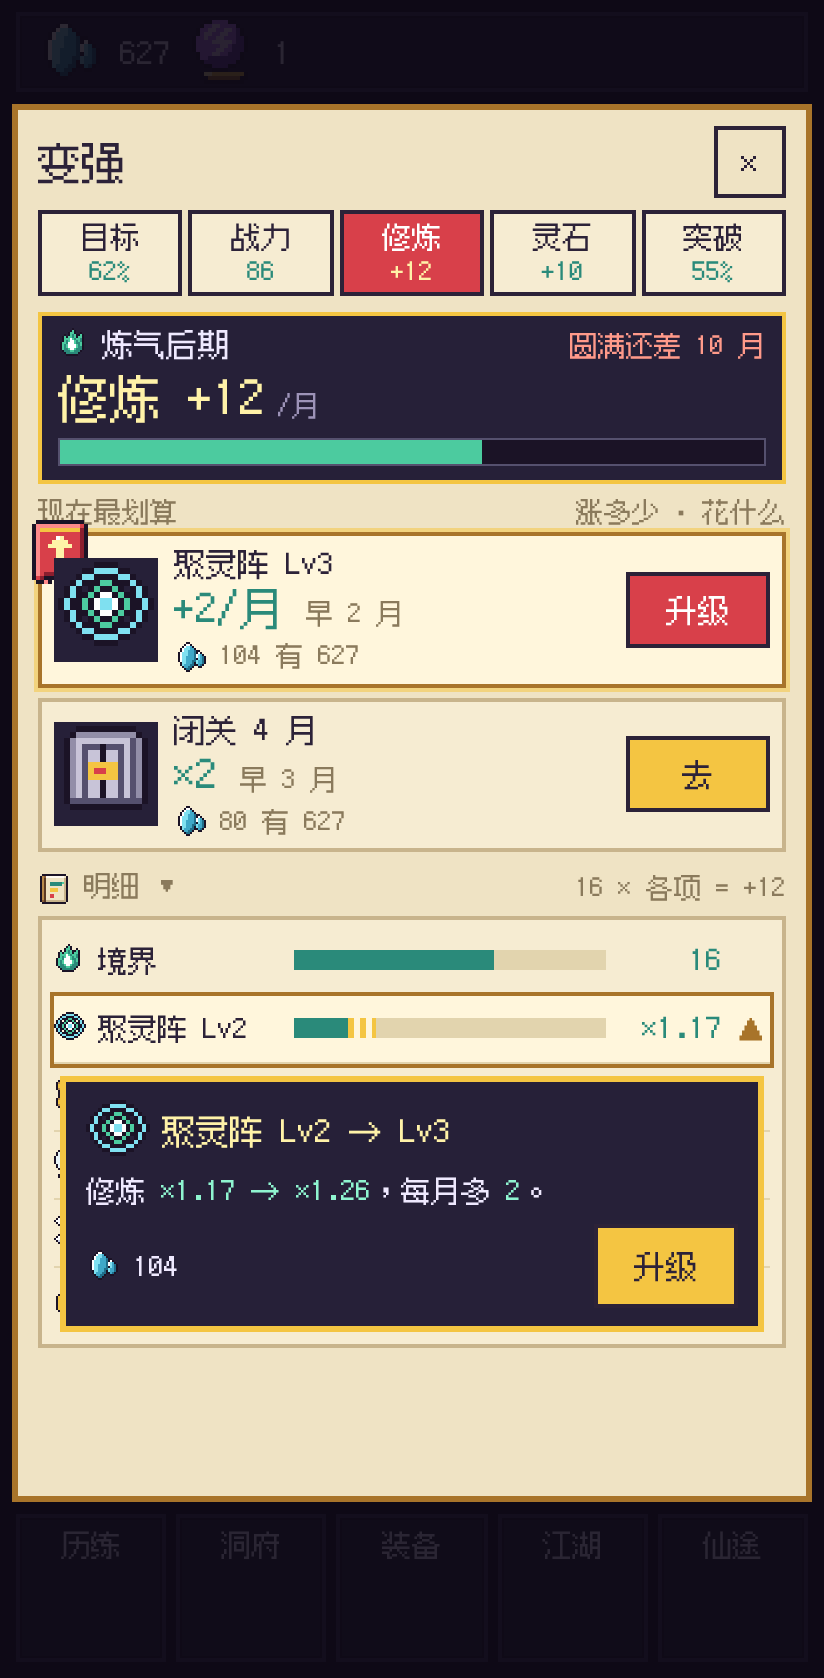 627 1
变强 ×
目标 战力 修炼 灵石 突破
62% 86 +12 +10 55%
炼气后期 圆满还差 10 月
修炼 +12 /月
现在最划算 涨多少 · 花什么
聚灵阵 Lv3
+2/月 早 2 月
升级
104 有 627
闭关 4 月
×2 早 3 月
去
80 有 627
明细 ▼ 16 × 各项 = +12
境界 16
聚灵阵 Lv2 ×1.17 ▲
聚灵阵 Lv2 → Lv3
修炼 ×1.17 → ×1.26，每月多 2。
104 升级
历练 洞府 装备 江湖 仙途